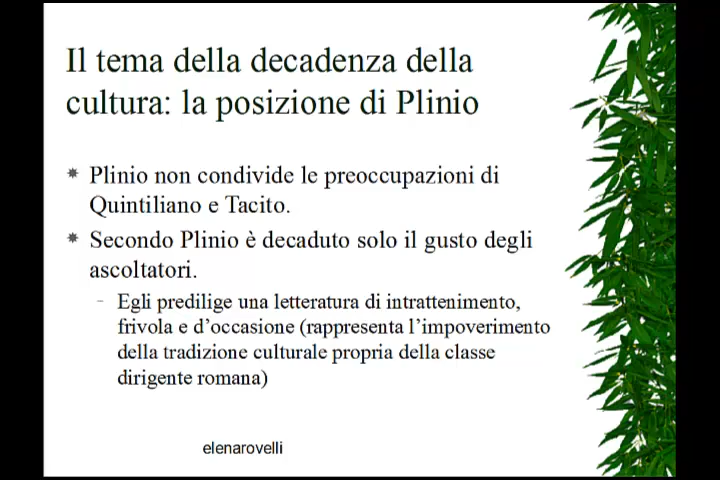 Il tema della decadenza della
cultura: la posizione di Plinio
Plinio non condivide le preoccupazioni di
Quintiliano e Tacito.
Secondo Plinio è decaduto solo il gusto degli
ascoltatori.
– Egli predilige una letteratura di intrattenimento,
frivola e d’occasione (rappresenta l’impoverimento
della tradizione culturale propria della classe
dirigente romana)
elenarovelli